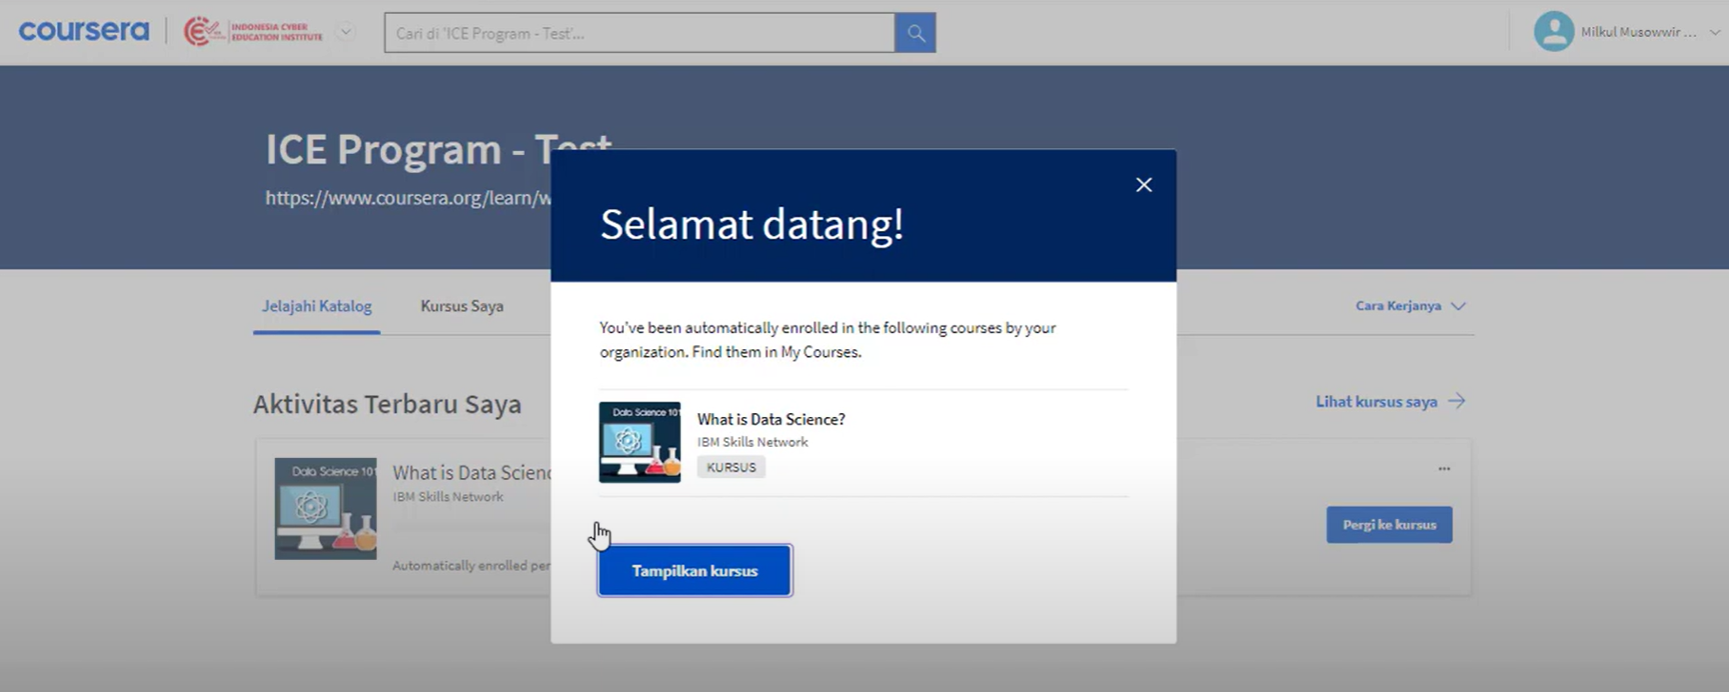 coursera
INDONESIA CYBER
EDUCATION INSTITUTE
Cari di 'ICE Program - Test'...
Milkul Musowwir ...
ICE Program - Test
https://www.coursera.org/learn/w
Selamat datang!
Jelajahi Katalog
Kursus Saya
Cara Kerjanya
You've been automatically enrolled in the following courses by your
organization. Find them in My Courses.
Aktivitas Terbaru Saya
Lihat kursus saya
Data Science 101
What is Data Science?
IBM Skills Network
KURSUS
Data Science 101
What is Data Scienc
IBM Skills Network
Automatically enrolled per
Pergi ke kursus
Tampilkan kursus